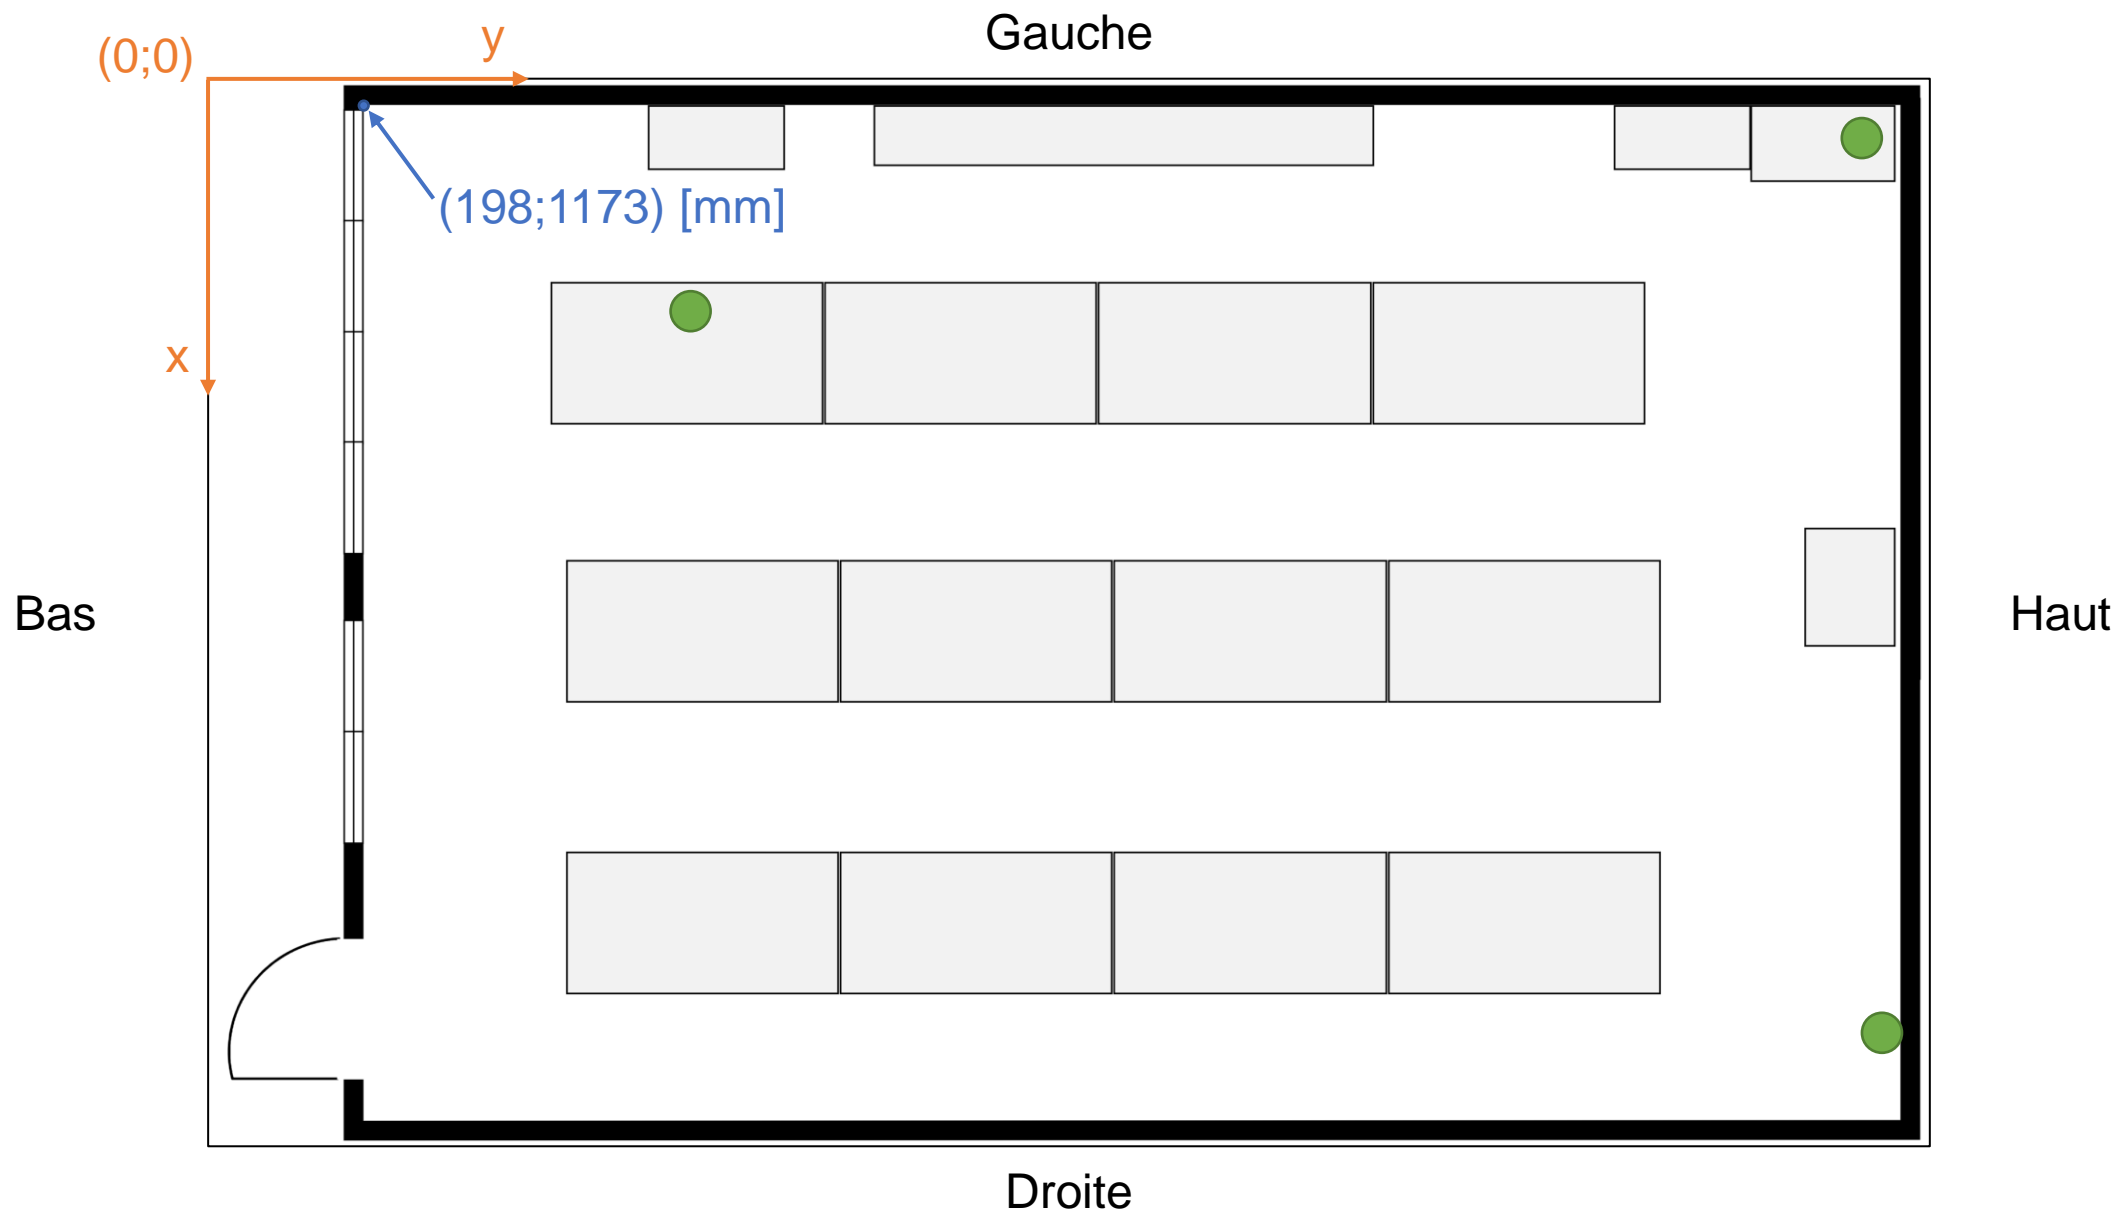 Gauche
(0;0)
y
(198;1173) [mm]
x
Bas
Haut
Droite